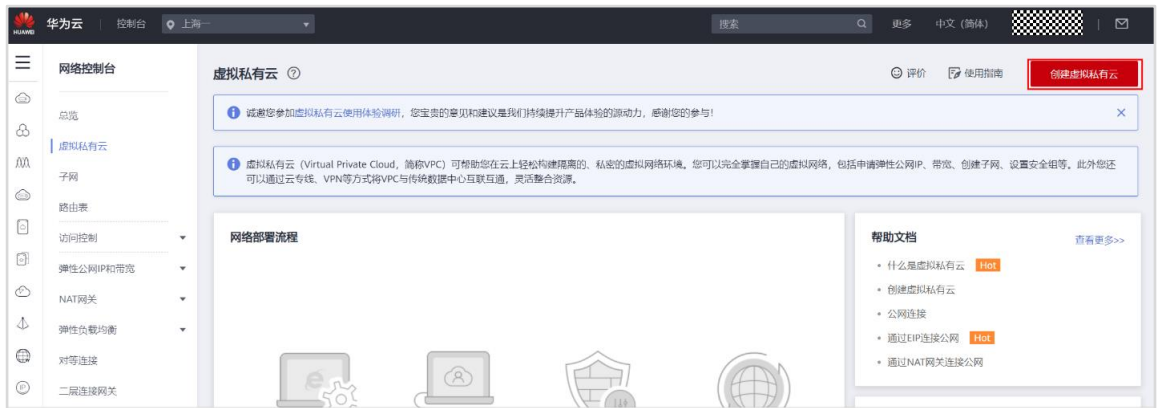 HUAWEI
华为云 控制台 上海一 搜索 更多 中文 (简体)
网络控制台
总览
虚拟私有云
子网
路由表
访问控制
弹性公网IP和带宽
NAT网关
弹性负载均衡
对等连接
二层连接网关
虚拟私有云 评价 使用指南 创建虚拟私有云
诚邀您参加虚拟私有云使用体验调研，您宝贵的意见和建议是我们持续提升产品体验的源动力，感谢您的参与！
虚拟私有云（Virtual Private Cloud，简称VPC）可帮助您在云上轻松构建隔离的、私密的虚拟网络环境。您可以完全掌握自己的虚拟网络，包括申请弹性公网IP、带宽、创建子网、设置安全组等。此外您还
可以通过云专线、VPN等方式将VPC与传统数据中心互联互通，灵活整合资源。
网络部署流程
帮助文档 查看更多>>
什么是虚拟私有云 Hot
创建虚拟私有云
公网连接
通过EIP连接公网 Hot
通过NAT网关连接公网